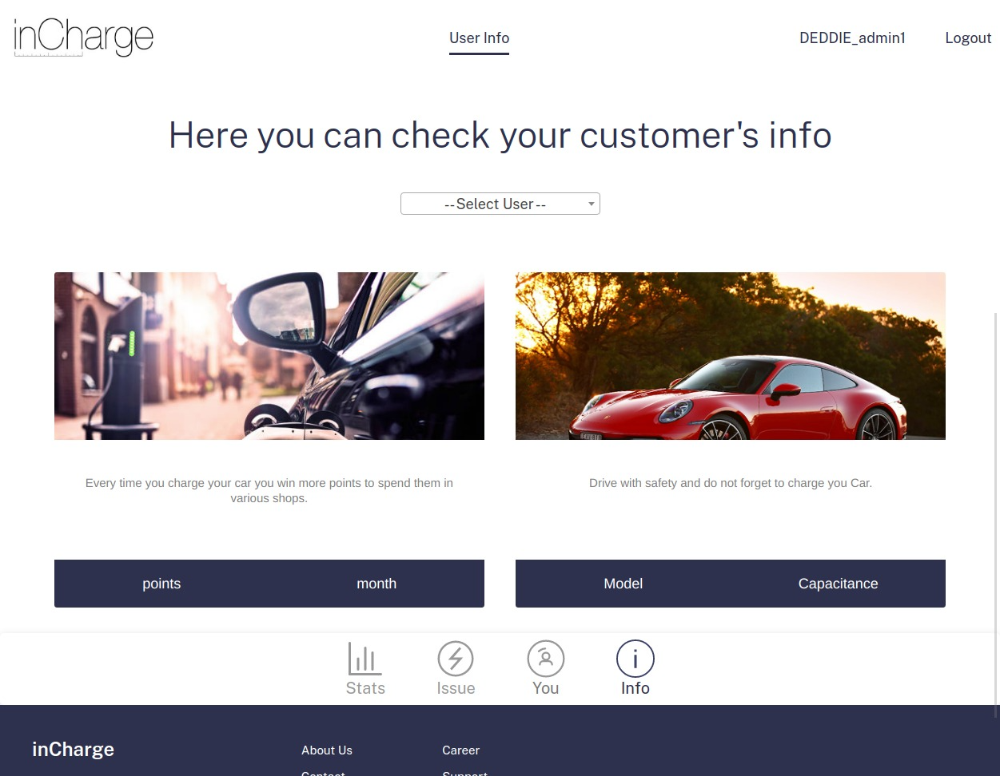 inCharge
User Info
DEDDIE_admin1
Logout
Here you can check your customer's info
--Select User--
Every time you charge your car you win more points to spend them in
various shops.
Drive with safety and do not forget to charge you Car.
points
month
Model
Capacitance
Stats
Issue
You
Info
inCharge
About Us
Career
Contact
Support